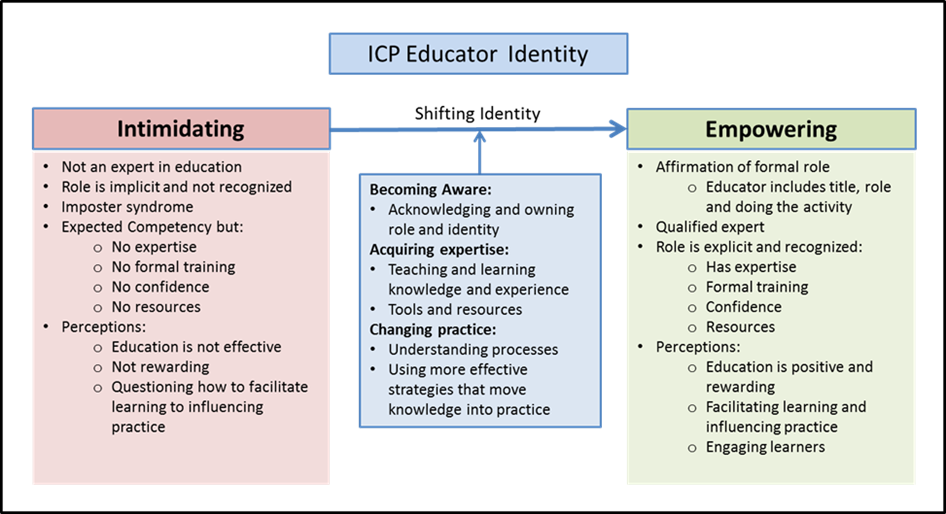 ICP Educator Identity
Shifting Identity
Intimidating
• Not an expert in education
• Role is implicit and not recognized
• Imposter syndrome
• Expected Competency but:
o No expertise
o No formal training
o No confidence
o No resources
• Perceptions:
o Education is not effective
o Not rewarding
o Questioning how to facilitate
learning to influencing
practice
Becoming Aware:
• Acknowledging and owning
role and identity
Acquiring expertise:
• Teaching and learning
knowledge and experience
• Tools and resources
Changing practice:
• Understanding processes
• Using more effective
strategies that move
knowledge into practice
Empowering
• Affirmation of formal role
o Educator includes title, role
and doing the activity
• Qualified expert
• Role is explicit and recognized:
o Has expertise
o Formal training
o Confidence
o Resources
• Perceptions:
o Education is positive and
rewarding
o Facilitating learning and
influencing practice
o Engaging learners